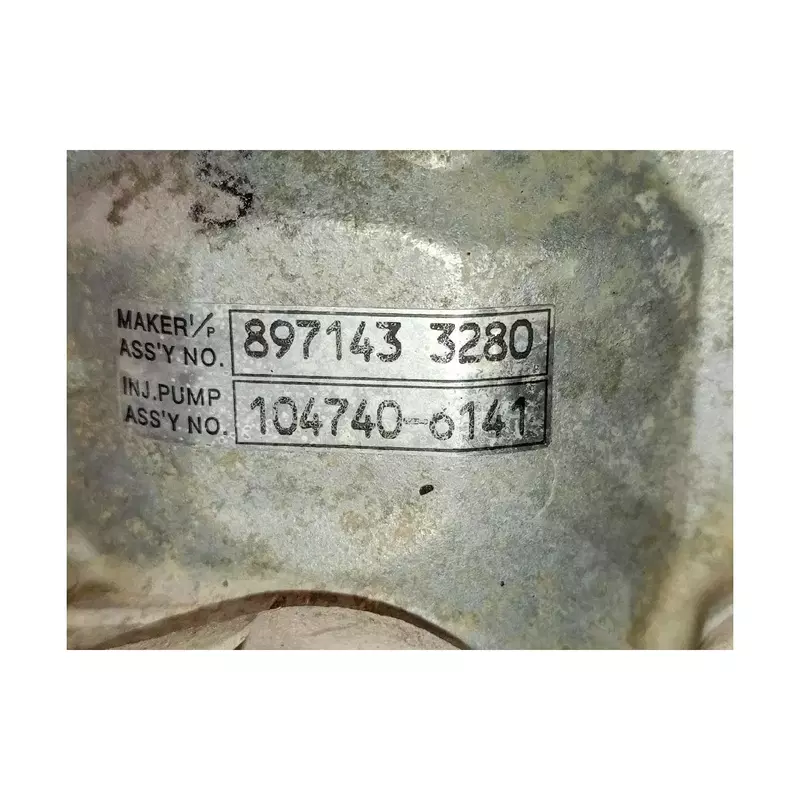 MAKER I/P
ASS'Y NO. 897143 3280
INJ.PUMP
ASS'Y NO. 104740-6141